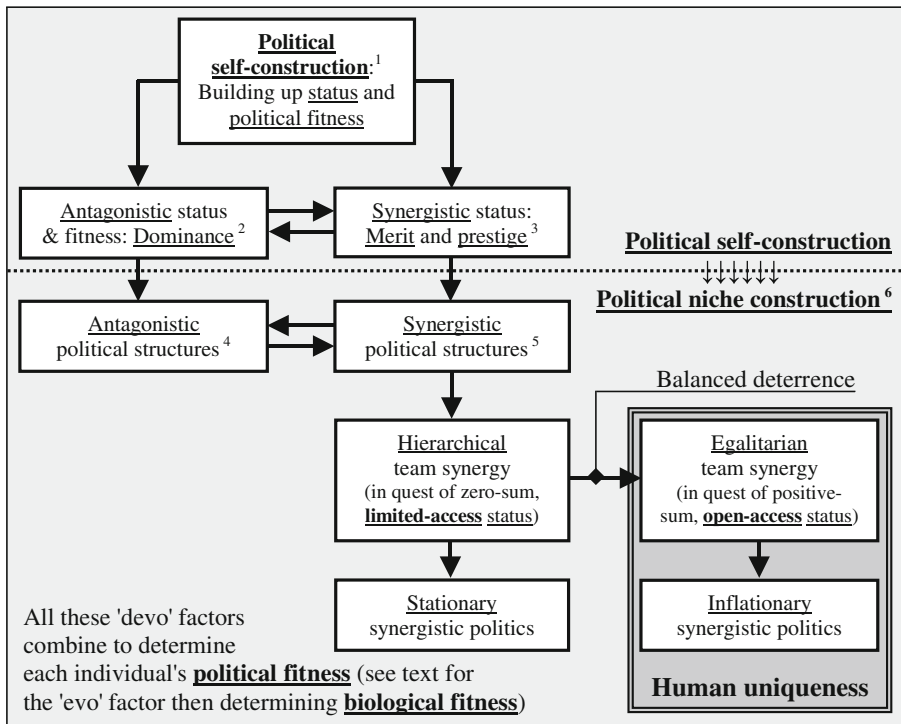 Political
self-construction:1
Building up status and
political fitness
Antagonistic status
& fitness: Dominance 2
Synergistic status:
Merit and prestige 3
Political self-construction
↓↓↓↓↓↓
Political niche construction 6
Antagonistic
political structures 4
Synergistic
political structures 5
Balanced deterrence
Hierarchical
team synergy
(in quest of zero-sum,
limited-access status)
Egalitarian
team synergy
(in quest of positive-
sum, open-access status)
Stationary
synergistic politics
Inflationary
synergistic politics
Human uniqueness
All these 'devo' factors
combine to determine
each individual's political fitness (see text for
the 'evo' factor then determining biological fitness)